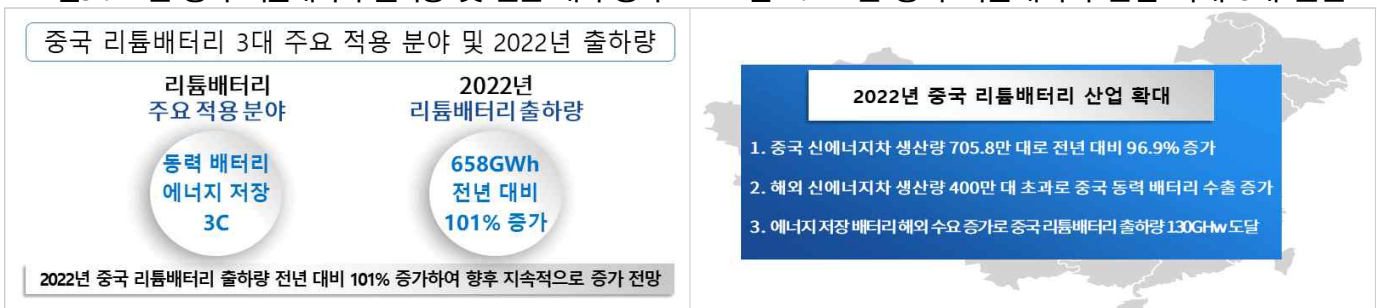 중국 리튬배터리 3대 주요 적용 분야 및 2022년 출하량
리튬배터리
주요 적용 분야
동력 배터리
에너지 저장
3C
2022년
리튬배터리 출하량
658GWh
전년 대비
101% 증가
2022년 중국 리튬배터리 출하량 전년 대비 101% 증가하여 향후 지속적으로 증가 전망
2022년 중국 리튬배터리 산업 확대
1. 중국 신에너지차 생산량 705.8만 대로 전년 대비 96.9% 증가
2. 해외 신에너지차 생산량 400만 대 초과로 중국 동력 배터리 수출 증가
3. 에너지 저장 배터리 해외 수요 증가로 중국 리튬배터리 출하량 130GHw 도달